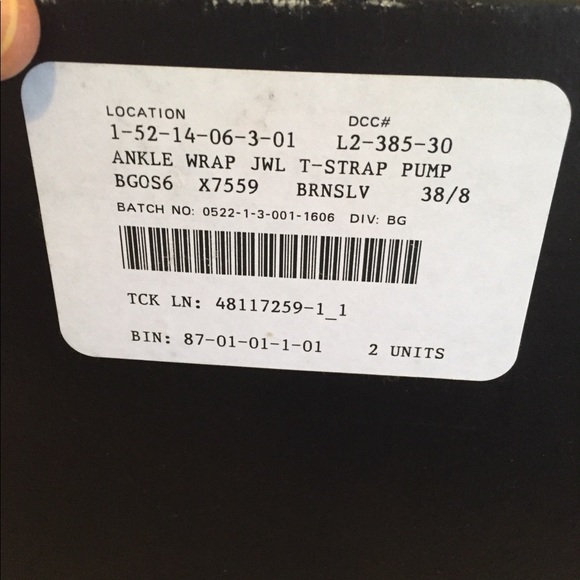 LOCATION DCC#
1-52-14-06-3-01 L2-385-30
ANKLE WRAP JWL T-STRAP PUMP
BGOS6 X7559 BRNSLV 38/8
BATCH NO: 0522-1-3-001-1606 DIV: BG
TCK LN: 48117259-1_1
BIN: 87-01-01-1-01 2 UNITS